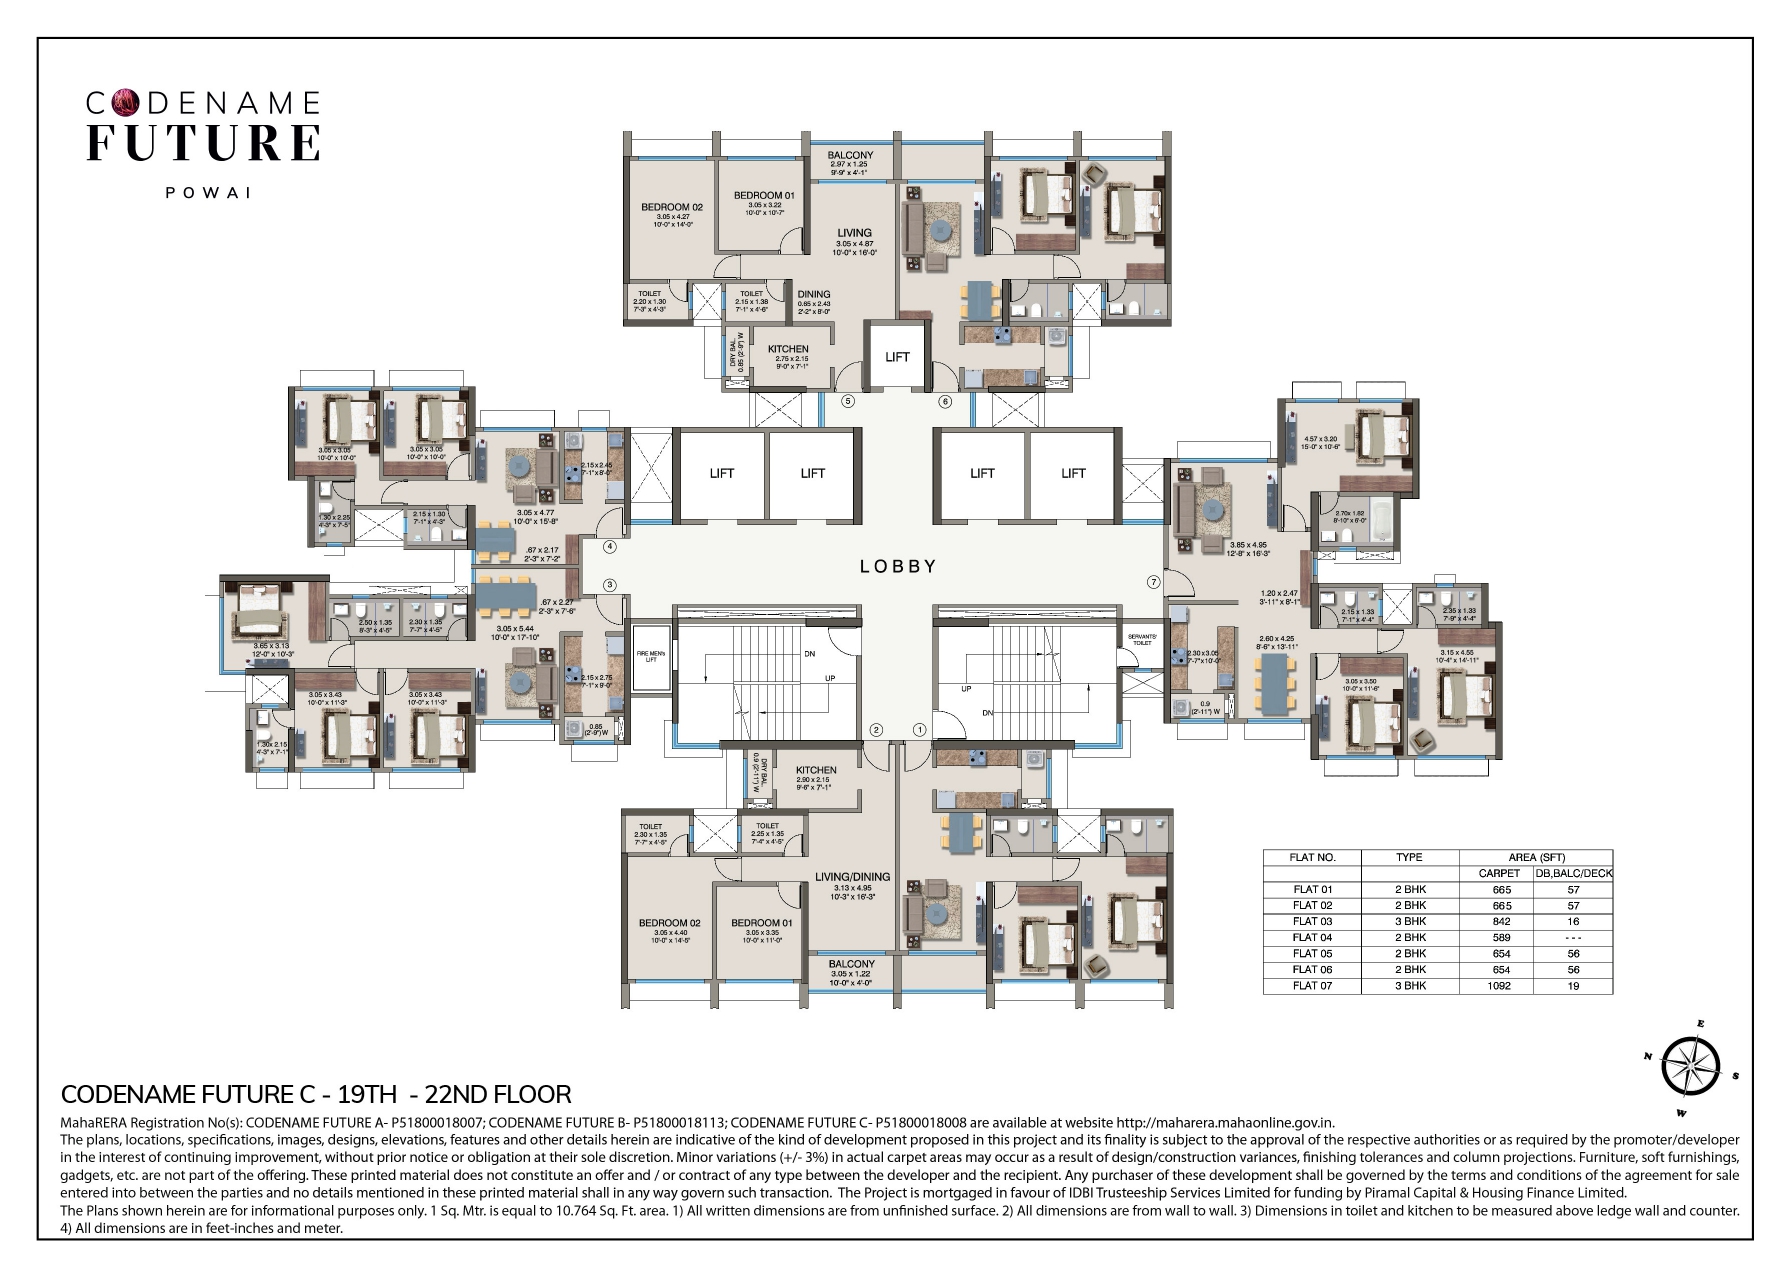 CODENAME
FUTURE
POWAI
BALCONY
2.97 x 1.25
9'-9" x 4'-1"
BEDROOM 02
3.05 x 4.27
10'-0" x 14'-0"
BEDROOM 01
3.05 x 3.22
10'-0" x 10'-7"
LIVING
3.05 x 4.87
10'-0" x 16'-0"
TOILET
2.20 x 1.30
7'-3" x 4'-3"
TOILET
2.15 x 1.38
7'-1" x 4'-6"
DINING
0.65 x 2.43
2'-2" x 8'-0"
DRY BAL.
0.85 (2'-9") W
KITCHEN
2.75 x 2.15
9'-0" x 7'-1"
LIFT
5
6
3.05 x 3.05
10'-0" x 10'-0"
3.05 x 3.05
10'-0" x 10'-0"
2.15 x 2.45
7'-1" x 8'-0"
1.30 x 2.25
4'-3" x 7'-5"
2.15 x 1.30
7'-1" x 4'-3"
3.05 x 4.77
10'-0" x 15'-8"
.67 x 2.17
2'-3" x 7'-2"
4
LIFT
LIFT
LIFT
LIFT
4.57 x 3.20
15'-0" x 10'-6"
2.70x 1.82
8'-10" x 6'-0"
3.85 x 4.95
12'-8" x 16'-3"
LOBBY
3
7
.67 x 2.27
2'-3" x 7'-6"
1.20 x 2.47
3'-11" x 8'-1"
2.50 x 1.35
8'-3" x 4'-5"
2.30 x 1.35
7'-7" x 4'-5"
3.05 x 5.44
10'-0" x 17'-10"
3.65 x 3.13
12'-0" x 10'-3"
2.15 x 2.75
7'-1" x 9'-0"
3.05 x 3.43
10'-0" x 11'-3"
3.05 x 3.43
10'-0" x 11'-3"
1.30x 2.15
4'-3" x 7'-1"
0.85
(2'-9") W
FIRE MEN's
LIFT
DN
UP
UP
DN
SERVANTS'
TOILET
2.15 x 1.33
7'-1" x 4'-4"
2.35 x 1.33
7'-9" x 4'-4"
2.60 x 4.25
8'-6" x 13'-11"
2.30 x 3.05
7'-7"x 10'-0"
3.15 x 4.55
10'-4" x 14'-11"
3.05 x 3.50
10'-0" x 11'-6"
0.9
(2'-11") W
2
1
DRY BAL.
0.9 (2'-11") W
KITCHEN
2.90 x 2.15
9'-6" x 7'-1"
TOILET
2.30 x 1.35
7'-7" x 4'-5"
TOILET
2.25 x 1.35
7'-4" x 4'-5"
LIVING/DINING
3.13 x 4.95
10'-3" x 16'-3"
BEDROOM 02
3.05 x 4.40
10'-0" x 14'-5"
BEDROOM 01
3.05 x 3.35
10'-0" x 11'-0"
BALCONY
3.05 x 1.22
10'-0" x 4'-0"
FLAT NO. TYPE AREA (SFT)
CARPET DB,BALC/DECK
FLAT 01 2 BHK 665 57
FLAT 02 2 BHK 665 57
FLAT 03 3 BHK 842 16
FLAT 04 2 BHK 589 ---
FLAT 05 2 BHK 654 56
FLAT 06 2 BHK 654 56
FLAT 07 3 BHK 1092 19
E
N
S
W
CODENAME FUTURE C - 19TH - 22ND FLOOR
MahaRERA Registration No(s): CODENAME FUTURE A- P51800018007; CODENAME FUTURE B- P51800018113; CODENAME FUTURE C- P51800018008 are available at website http://maharera.mahaonline.gov.in.
The plans, locations, specifications, images, designs, elevations, features and other details herein are indicative of the kind of development proposed in this project and its finality is subject to the approval of the respective authorities or as required by the promoter/developer
in the interest of continuing improvement, without prior notice or obligation at their sole discretion. Minor variations (+/- 3%) in actual carpet areas may occur as a result of design/construction variances, finishing tolerances and column projections. Furniture, soft furnishings,
gadgets, etc. are not part of the offering. These printed material does not constitute an offer and / or contract of any type between the developer and the recipient. Any purchaser of these development shall be governed by the terms and conditions of the agreement for sale
entered into between the parties and no details mentioned in these printed material shall in any way govern such transaction. The Project is mortgaged in favour of IDBI Trusteeship Services Limited for funding by Piramal Capital & Housing Finance Limited.
The Plans shown herein are for informational purposes only. 1 Sq. Mtr. is equal to 10.764 Sq. Ft. area. 1) All written dimensions are from unfinished surface. 2) All dimensions are from wall to wall. 3) Dimensions in toilet and kitchen to be measured above ledge wall and counter.
4) All dimensions are in feet-inches and meter.